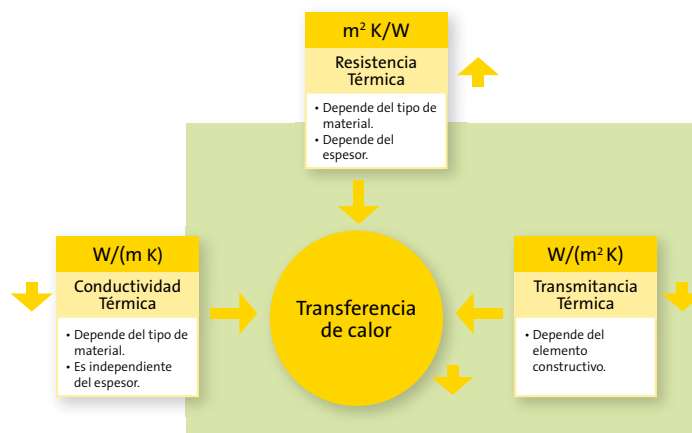 m² K/W
Resistencia
Térmica
• Depende del tipo de
material.
• Depende del
espesor.
W/(m K)
Conductividad
Térmica
• Depende del tipo de
material.
• Es independiente
del espesor.
Transferencia
de calor
W/(m² K)
Transmitancia
Térmica
• Depende del
elemento
constructivo.